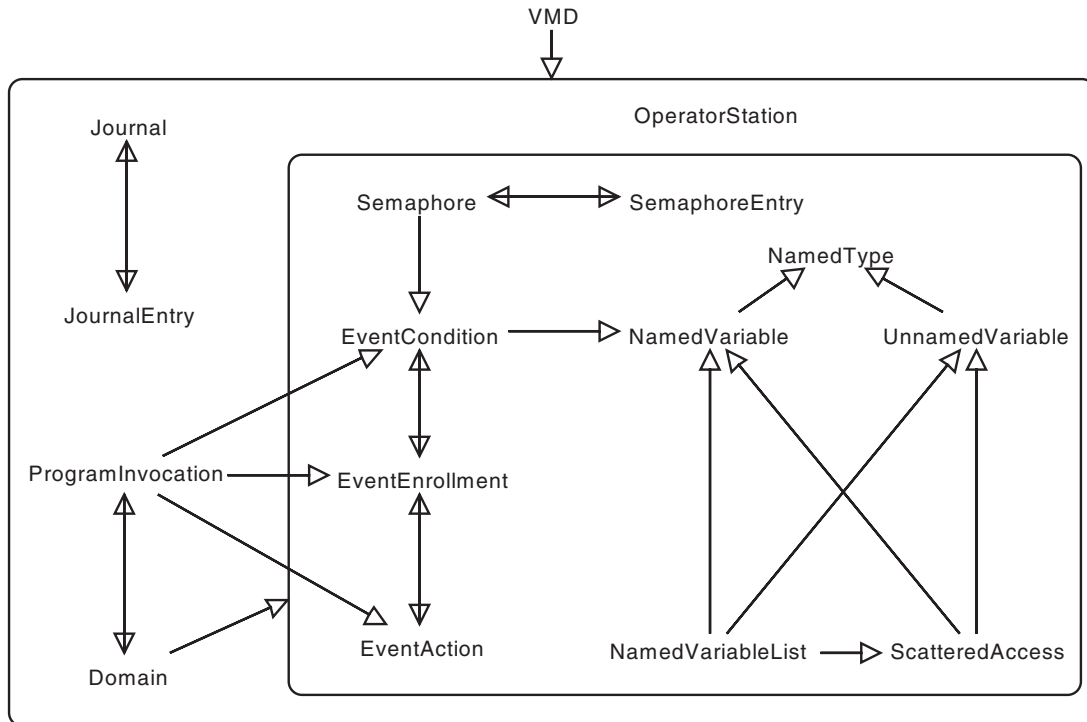 VMD
OperatorStation
Journal
Semaphore
SemaphoreEntry
NamedType
JournalEntry
EventCondition
NamedVariable
UnnamedVariable
ProgramInvocation
EventEnrollment
EventAction
NamedVariableList
ScatteredAccess
Domain